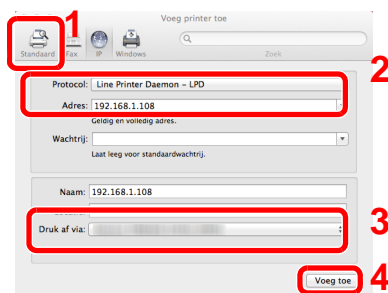 Voeg printer toe
1
Standaard Fax IP Windows Zoek
2
Protocol: Line Printer Daemon – LPD
Adres: 192.168.1.108
Geldig en volledig adres.
Wachtrij:
Laat leeg voor standaardwachtrij.
Naam: 192.168.1.108
3
Druk af via:
Voeg toe
4